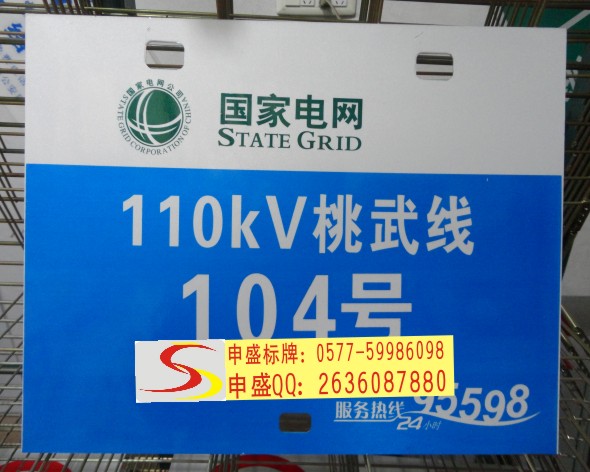 国家电网公司
STATE GRID CORPORATION OF CHINA
国家电网
STATE GRID
110kV桃武线
104号
申盛标牌：0577-59986098
申盛QQ：2636087880
服务热线 95598
24小时